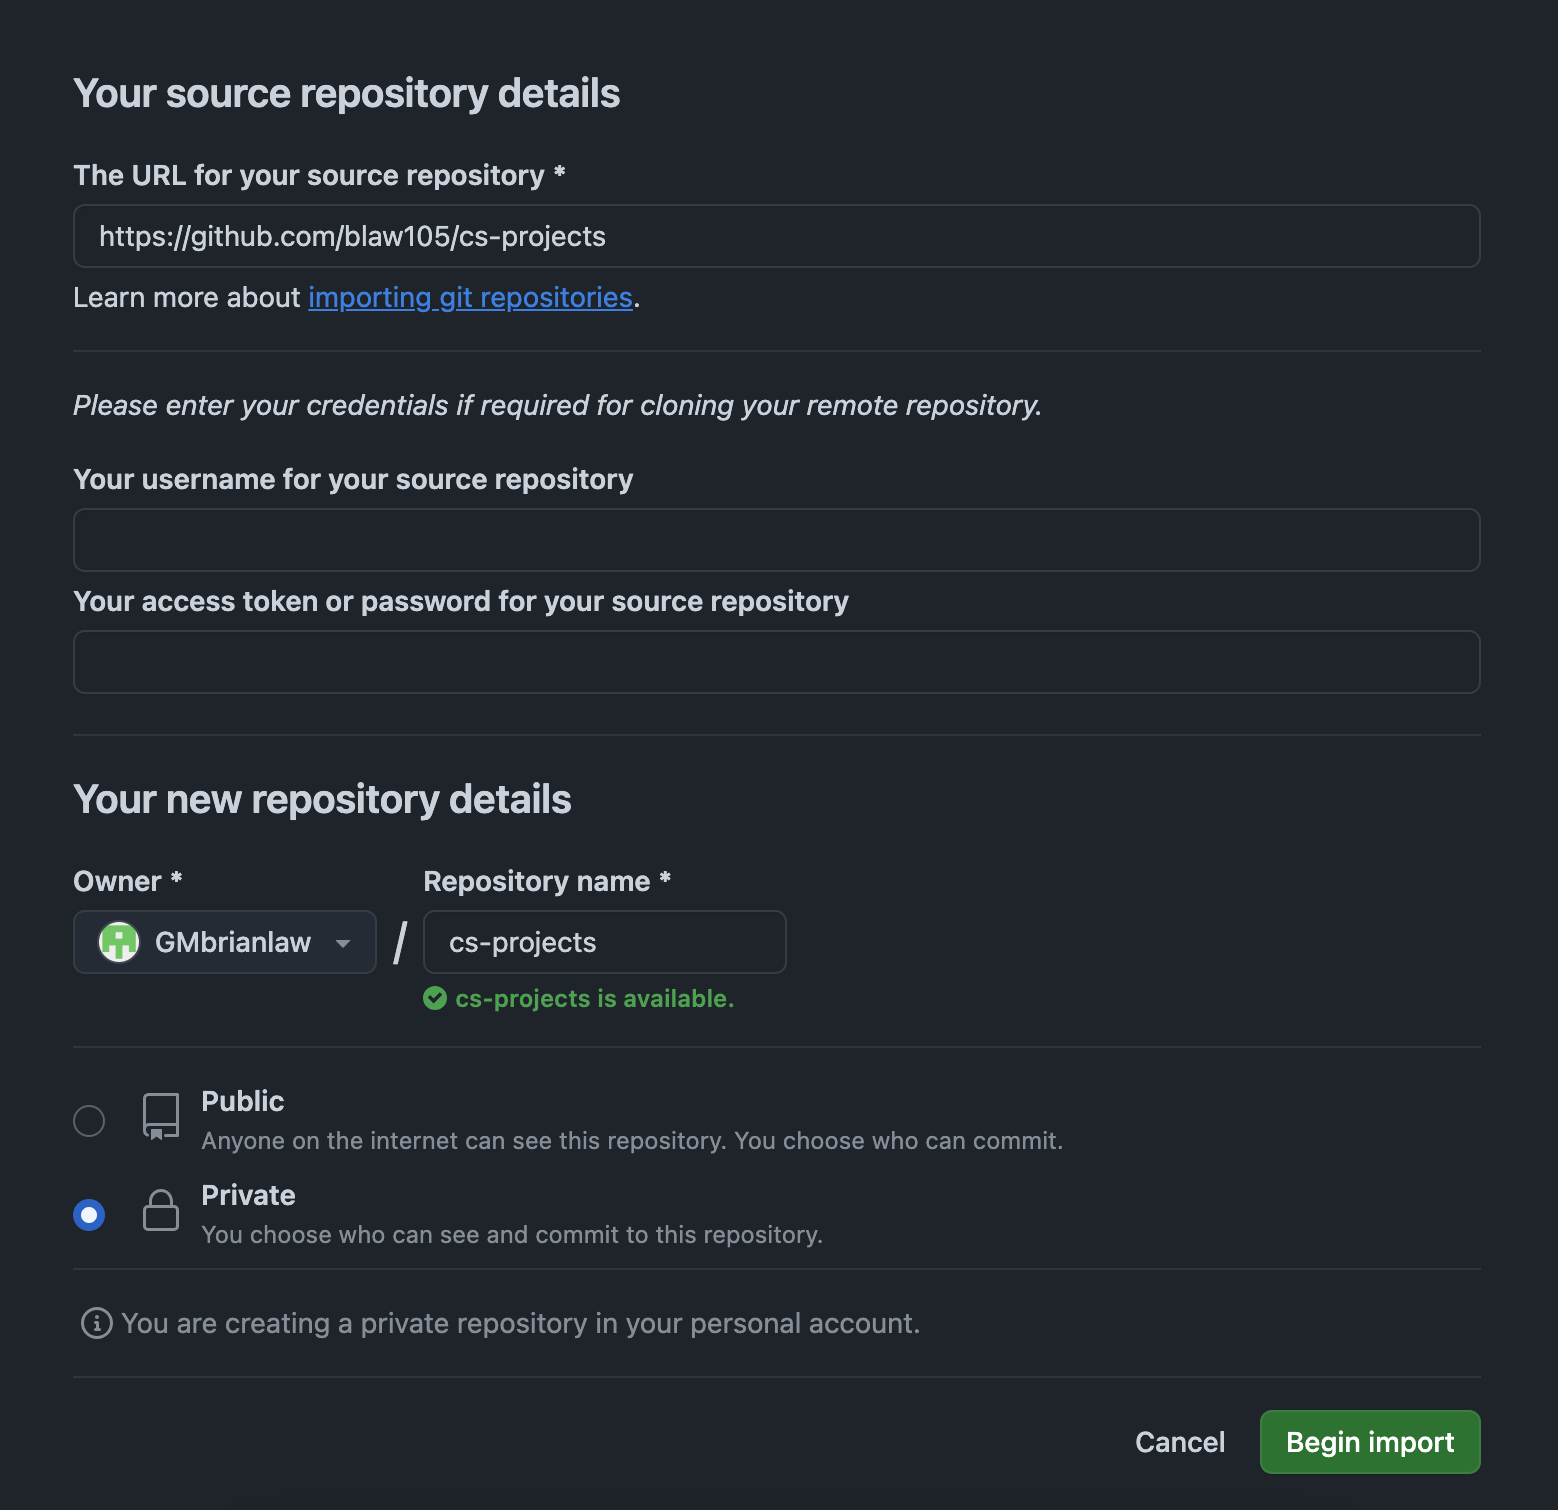 Your source repository details
The URL for your source repository *
https://github.com/blaw105/cs-projects
Learn more about importing git repositories.
Please enter your credentials if required for cloning your remote repository.
Your username for your source repository
Your access token or password for your source repository
Your new repository details
Owner *
Repository name *
GMbrianlaw / cs-projects
cs-projects is available.
Public
Anyone on the internet can see this repository. You choose who can commit.
Private
You choose who can see and commit to this repository.
You are creating a private repository in your personal account.
Cancel
Begin import